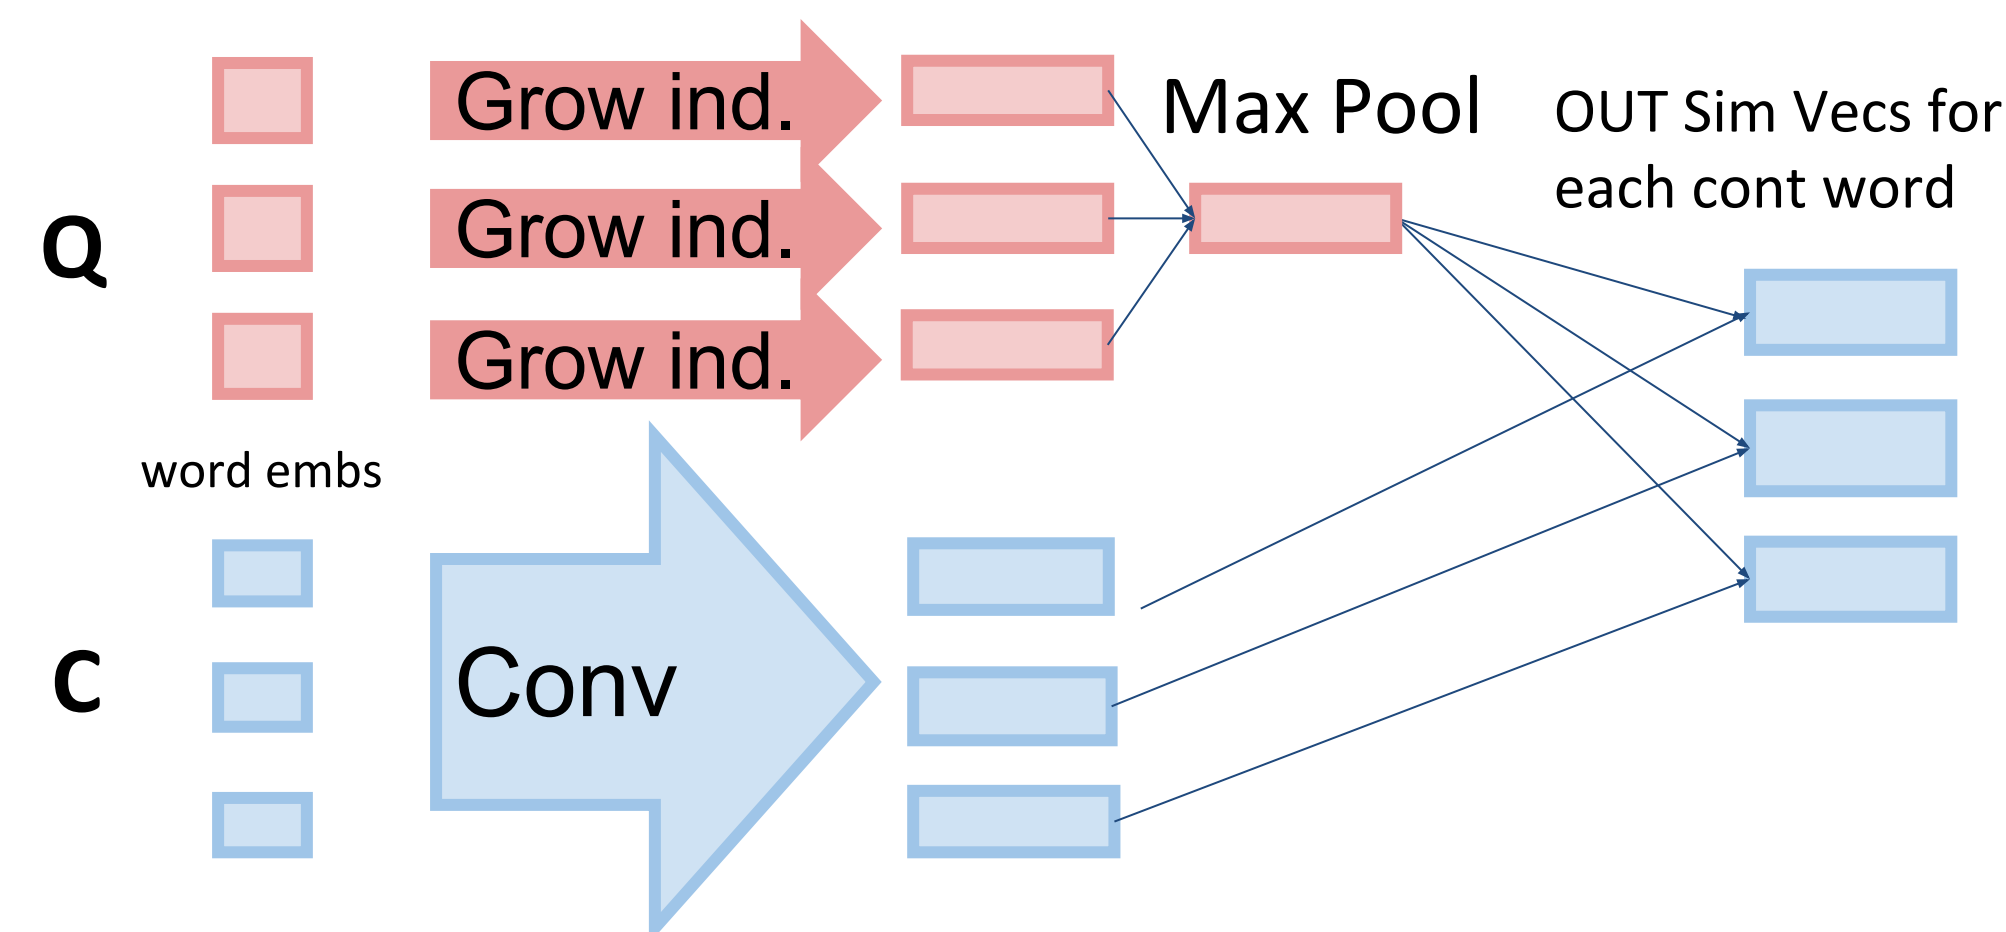 Grow ind.
Max Pool
OUT Sim Vecs for
each cont word
Q
Grow ind.
Grow ind.
word embs
C
Conv